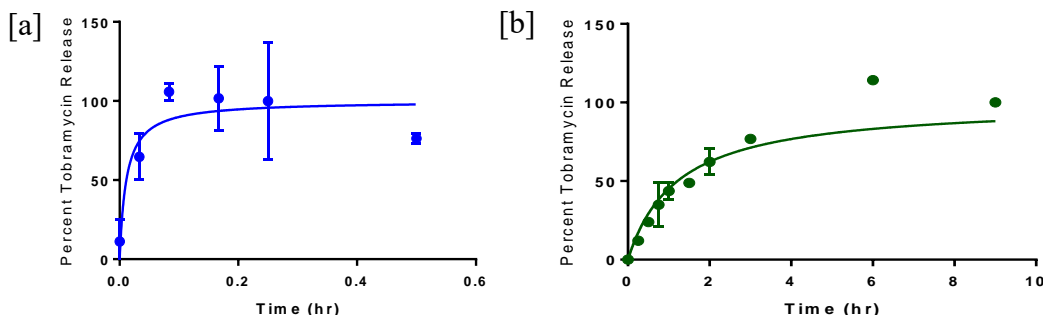 [a]
150
100
50
0
Percent Tobramycin Release
0.0 0.2 0.4 0.6
Time (hr)
[b]
150
100
50
0
Percent Tobramycin Release
0 2 4 6 8 10
Time (hr)